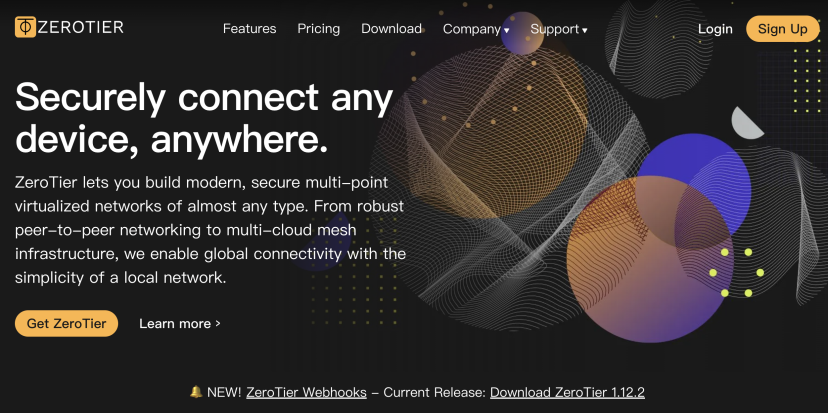 ZEROTIER
Features Pricing Download Company▾ Support▾ Login Sign Up
Securely connect any
device, anywhere.
ZeroTier lets you build modern, secure multi-point
virtualized networks of almost any type. From robust
peer-to-peer networking to multi-cloud mesh
infrastructure, we enable global connectivity with the
simplicity of a local network.
Get ZeroTier Learn more ›
🔔 NEW! ZeroTier Webhooks – Current Release: Download ZeroTier 1.12.2